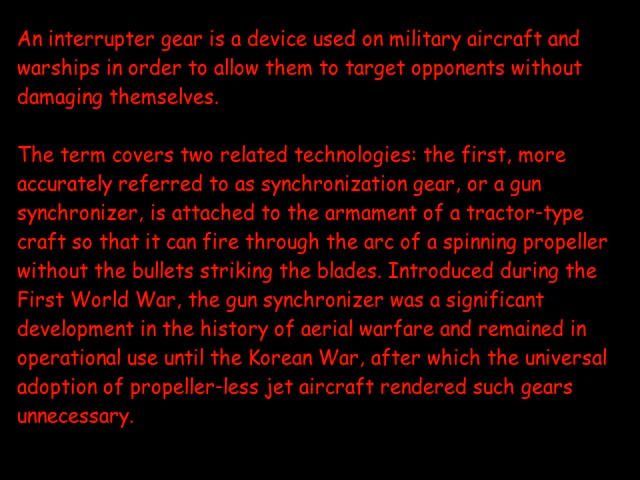 An interrupter gear is a device used on military aircraft and
warships in order to allow them to target opponents without
damaging themselves.

The term covers two related technologies: the first, more
accurately referred to as synchronization gear, or a gun
synchronizer, is attached to the armament of a tractor-type
craft so that it can fire through the arc of a spinning propeller
without the bullets striking the blades. Introduced during the
First World War, the gun synchronizer was a significant
development in the history of aerial warfare and remained in
operational use until the Korean War, after which the universal
adoption of propeller-less jet aircraft rendered such gears
unnecessary.